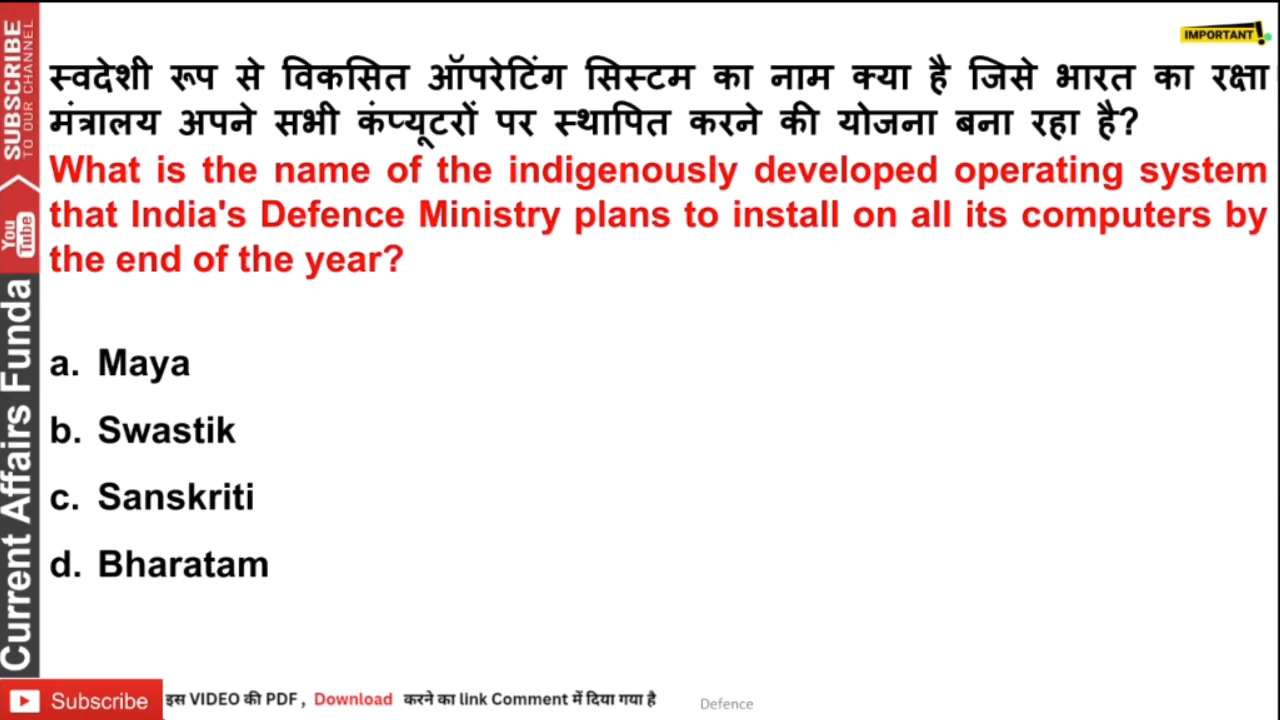 IMPORTANT !
स्वदेशी रूप से विकसित ऑपरेटिंग सिस्टम का नाम क्या है जिसे भारत का रक्षा
मंत्रालय अपने सभी कंप्यूटरों पर स्थापित करने की योजना बना रहा है?
What is the name of the indigenously developed operating system
that India's Defence Ministry plans to install on all its computers by
the end of the year?
a. Maya
b. Swastik
c. Sanskriti
d. Bharatam
SUBSCRIBE
TO OUR CHANNEL
You
Tube
Current Affairs Funda
Subscribe
इस VIDEO की PDF , Download करने का link Comment में दिया गया है
Defence